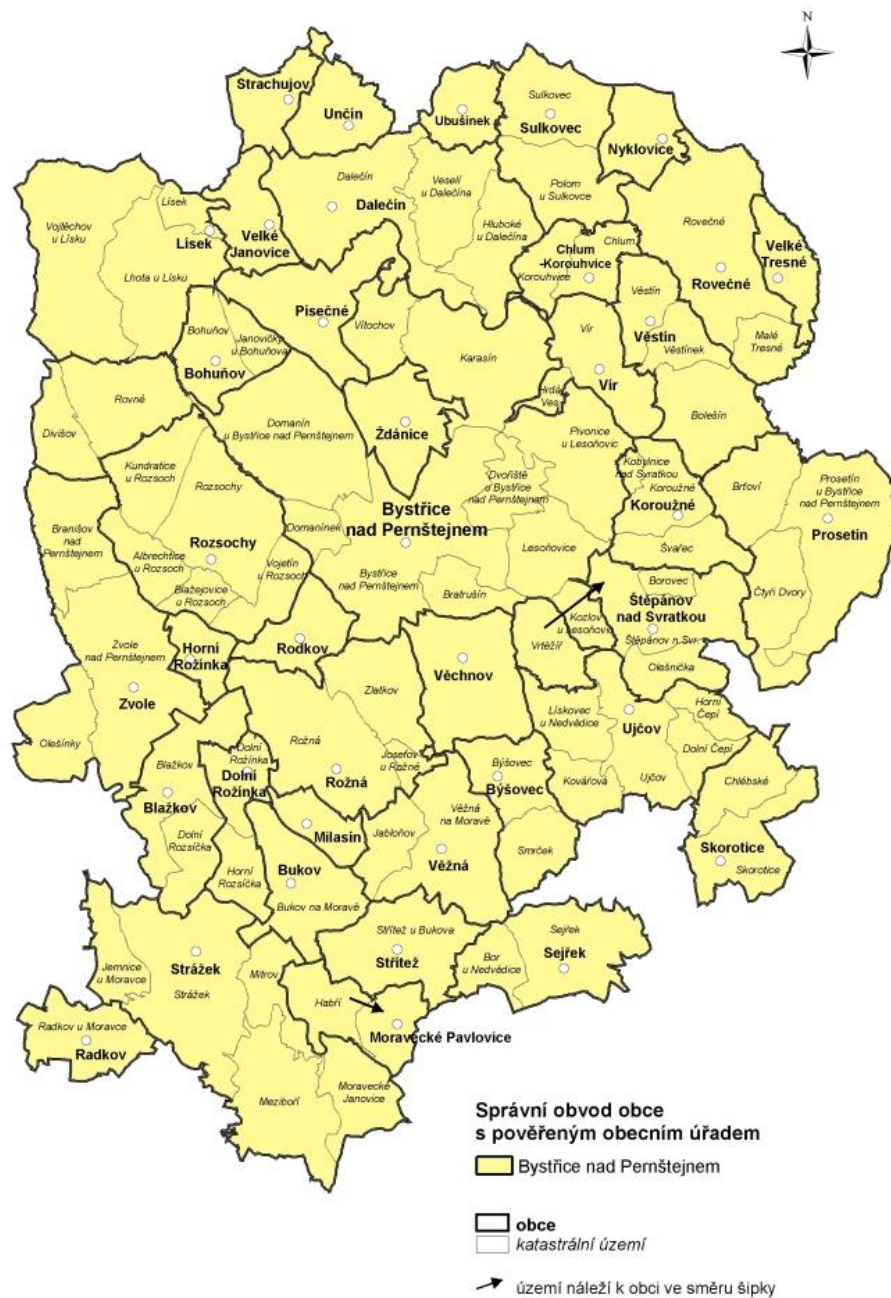 N
Strachujov
Unčín
Ubušínek
Sulkovec
Sulkovec
Nyklovice
Vojtěchov
u Lísku
Lísek
Lísek
Lhota u Lísku
Velké
Janovice
Dalečín
Dalečín
Veselí
u Dalečína
Hluboké
u Dalečína
Polom
u Sulkovce
Chlum
Chlum
-Korouhvice
Korouhvice
Rovečné
Rovečné
Velké
Tresné
Malé
Tresné
Věstín
Věstín
Věstínek
Písečné
Vítochov
Karasín
Vír
Vír
Hrdá
Ves
Bohuňov
Janovičky
u Bohuňova
Bohuňov
Rovné
Divišov
Domanín
u Bystřice nad Pernštejnem
Ždánice
Pivonice
u Lesoňovic
Bolešín
Kundratice
u Rozsoch
Rozsochy
Rozsochy
Dvořiště
u Bystřice
nad Pernštejnem
Kobylnice
nad Svratkou
Koroužné
Koroužné
Švařec
Brťoví
Prosetín
u Bystřice
nad Pernštejnem
Prosetín
Čtyři Dvory
Bystřice
nad Pernštejnem
Domanínek
Bystřice
nad Pernštejnem
Lesoňovice
Bratrušín
Branišov
nad
Pernštejnem
Albrechtice
u Rozsoch
Blažejovice
u Rozsoch
Vojetín
u Rozsoch
Borovec
Štěpánov
nad Svratkou
Štěpánov n.Svr.
Olešnička
Kozlov
u Lesoňovic
Vrtěžíř
Rodkov
Horní
Rožínka
Zvole
nad Pernštejnem
Zvole
Olešínky
Věchnov
Zlatkov
Rožná
Rožná
Josefov
u Rožné
Lískovec
u Nedvědice
Ujčov
Ujčov
Kovářová
Horní
Čepí
Dolní Čepí
Chlébské
Skorotice
Skorotice
Blažkov
Blažkov
Dolní
Rožínka
Dolní
Rožínka
Dolní
Rozsíčka
Horní
Rozsíčka
Býšovec
Býšovec
Smrček
Milasín
Jabloňov
Věžná
na Moravě
Věžná
Bukov
Bukov na Moravě
Střítež u Bukova
Střítež
Sejřek
Sejřek
Bor
u Nedvědice
Jemnice
u Moravce
Strážek
Strážek
Mitrov
Habří
Moravecké Pavlovice
Radkov u Moravce
Radkov
Meziboří
Moravecké
Janovice
Správní obvod obce
s pověřeným obecním úřadem
Bystřice nad Pernštejnem
obce
katastrální území
území náleží k obci ve směru šipky